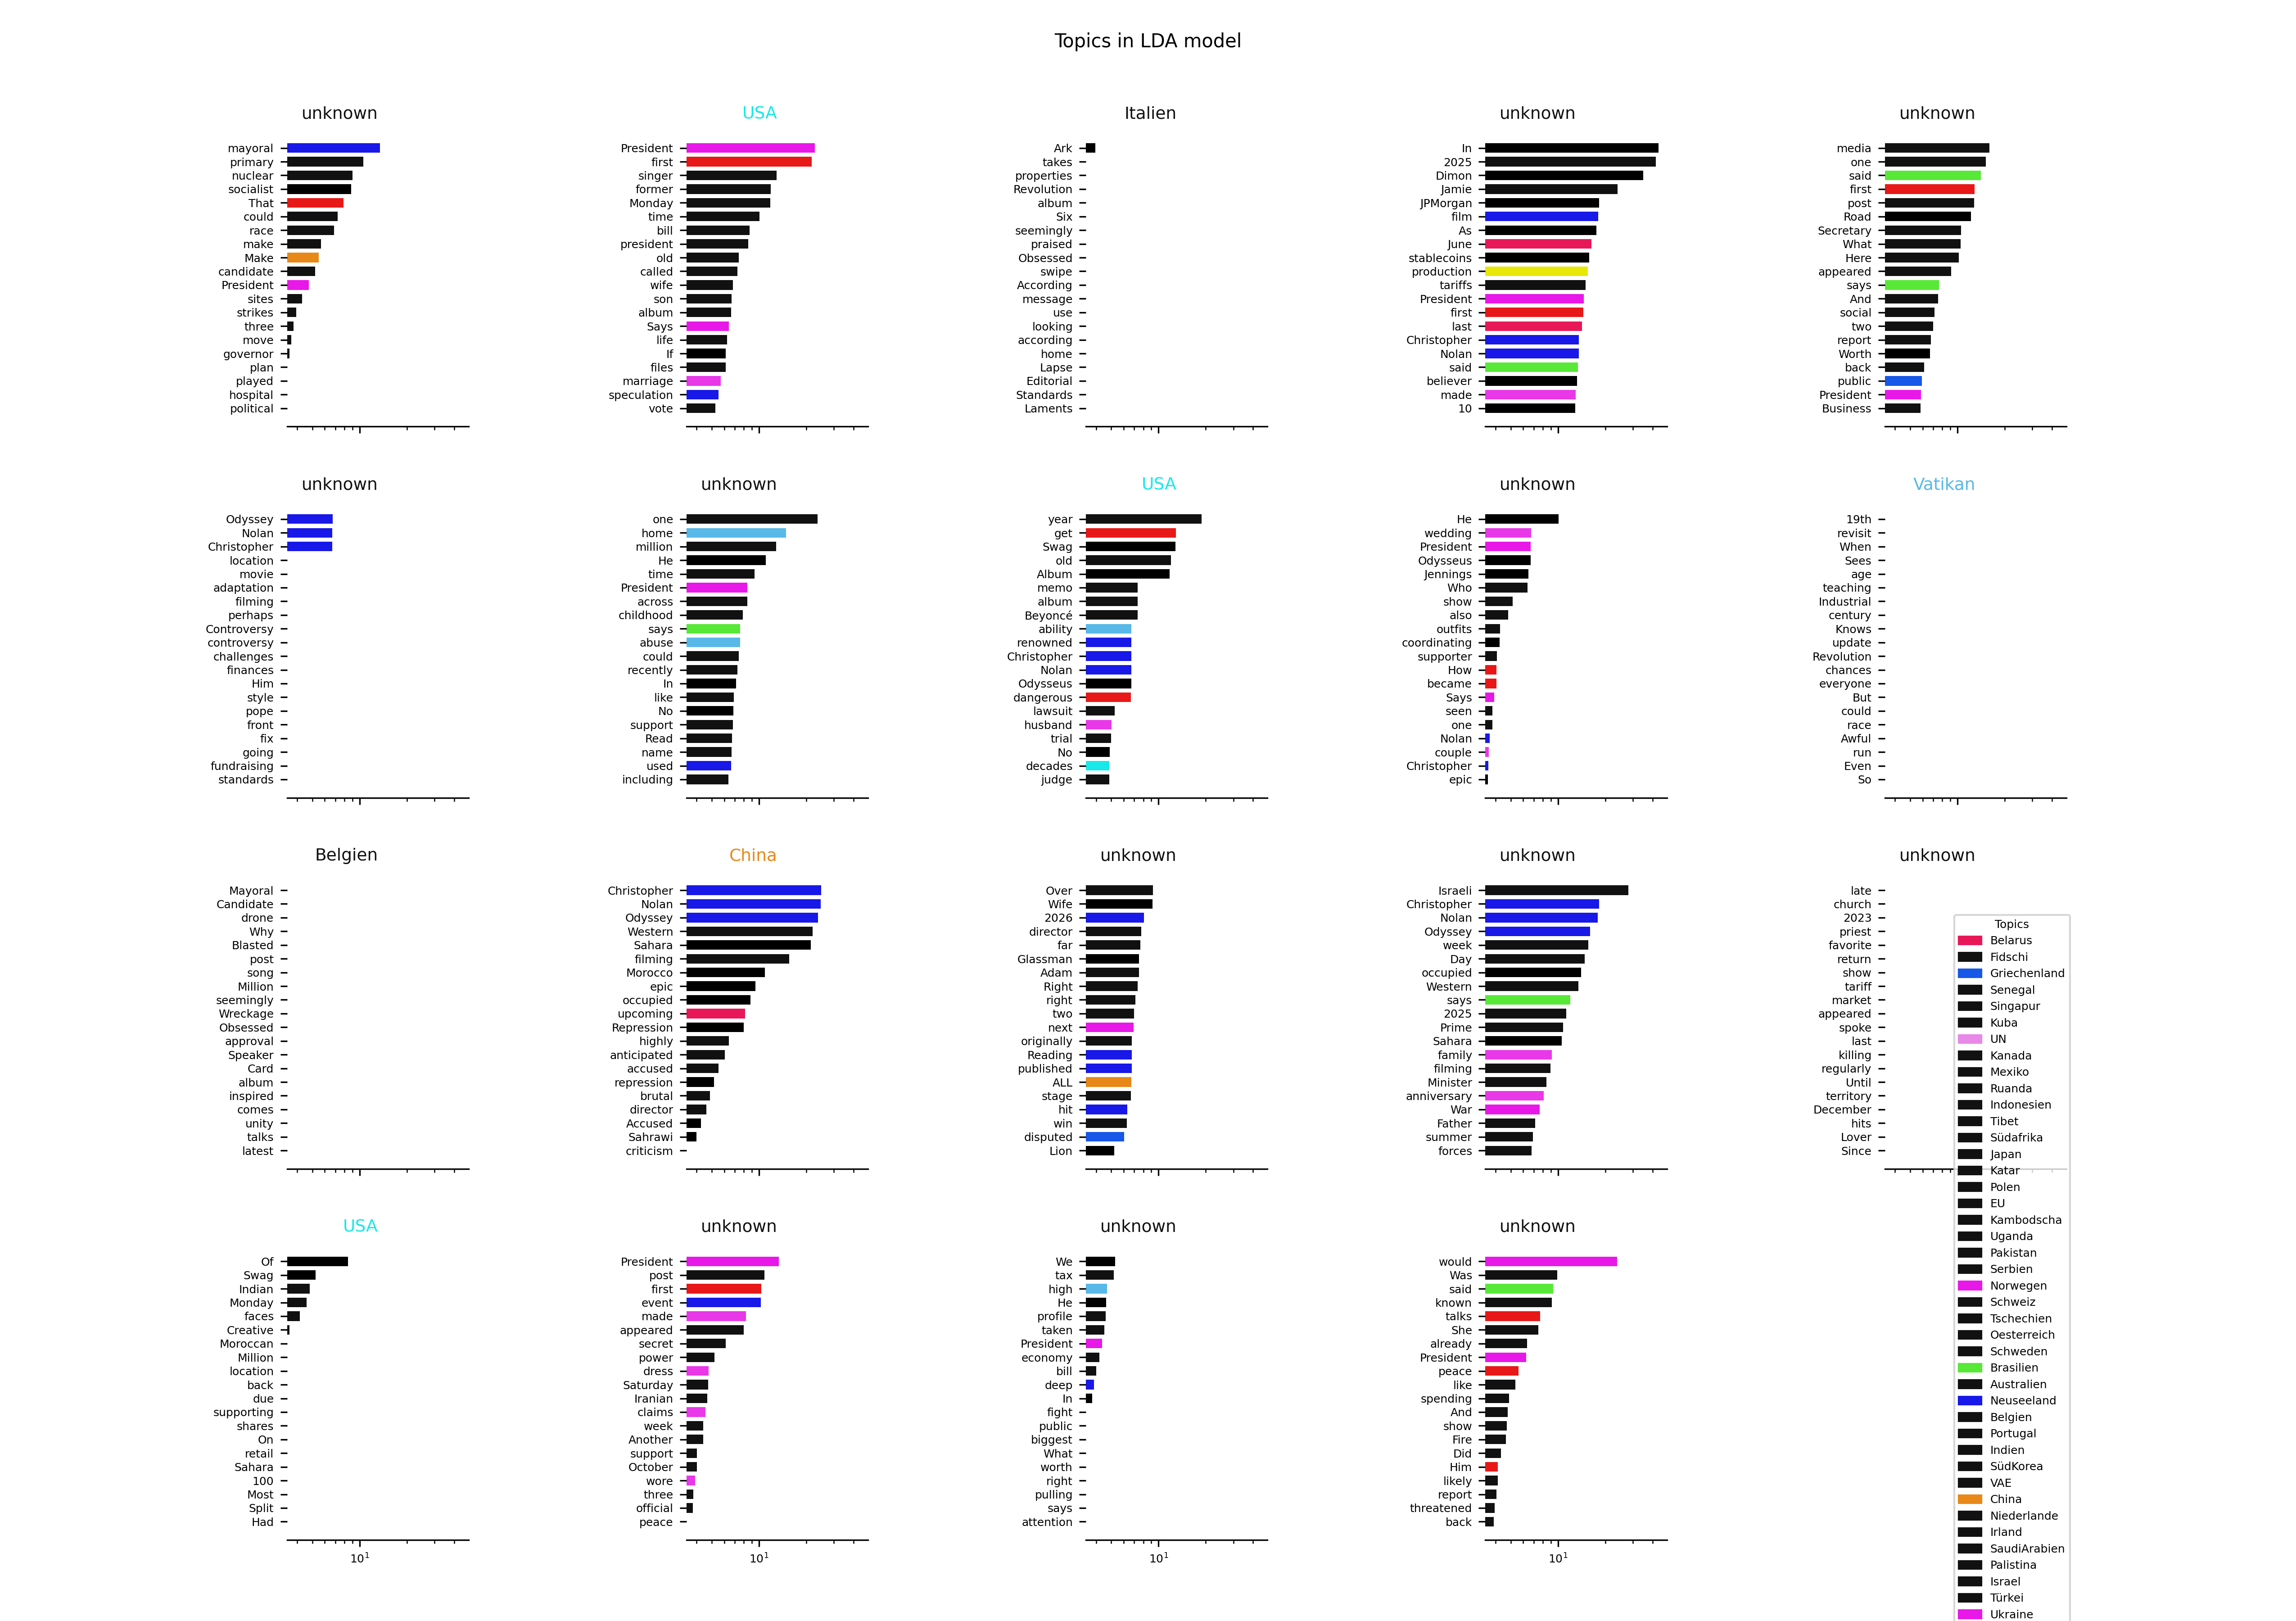 Topics in LDA model
unknown
mayoral
primary
nuclear
socialist
That
could
race
make
Make
candidate
President
sites
strikes
three
move
governor
plan
played
hospital
political
USA
President
first
singer
former
Monday
time
bill
president
old
called
wife
son
album
Says
life
If
files
marriage
speculation
vote
Italien
Ark
takes
properties
Revolution
album
Six
seemingly
praised
Obsessed
swipe
According
message
use
looking
according
home
Lapse
Editorial
Standards
Laments
unknown
In
2025
Dimon
Jamie
JPMorgan
film
As
June
stablecoins
production
tariffs
President
first
last
Christopher
Nolan
said
believer
made
10
unknown
media
one
said
first
post
Road
Secretary
What
Here
appeared
says
And
social
two
report
Worth
back
public
President
Business
unknown
Odyssey
Nolan
Christopher
location
movie
adaptation
filming
perhaps
Controversy
controversy
challenges
finances
Him
style
pope
front
fix
going
fundraising
standards
unknown
one
home
million
He
time
President
across
childhood
says
abuse
could
recently
In
like
No
support
Read
name
used
including
USA
year
get
Swag
old
Album
memo
album
Beyoncé
ability
renowned
Christopher
Nolan
Odysseus
dangerous
lawsuit
husband
trial
No
decades
judge
unknown
He
wedding
President
Odysseus
Jennings
Who
show
also
outfits
coordinating
supporter
How
became
Says
seen
one
Nolan
couple
Christopher
epic
Vatikan
19th
revisit
When
Sees
age
teaching
Industrial
century
Knows
update
Revolution
chances
everyone
But
could
race
Awful
run
Even
So
Belgien
Mayoral
Candidate
drone
Why
Blasted
post
song
Million
seemingly
Wreckage
Obsessed
approval
Speaker
Card
album
inspired
comes
unity
talks
latest
China
Christopher
Nolan
Odyssey
Western
Sahara
filming
Morocco
epic
occupied
upcoming
Repression
highly
anticipated
accused
repression
brutal
director
Accused
Sahrawi
criticism
unknown
Over
Wife
2026
director
far
Glassman
Adam
Right
right
two
next
originally
Reading
published
ALL
stage
hit
win
disputed
Lion
unknown
Israeli
Christopher
Nolan
Odyssey
week
Day
occupied
Western
says
2025
Prime
Sahara
family
filming
Minister
anniversary
War
Father
summer
forces
unknown
late
church
2023
priest
favorite
return
show
tariff
market
appeared
spoke
last
killing
regularly
Until
territory
December
hits
Lover
Since
USA
Of
Swag
Indian
Monday
faces
Creative
Moroccan
Million
location
back
due
supporting
shares
On
retail
Sahara
100
Most
Split
Had
10¹
unknown
President
post
first
event
made
appeared
secret
power
dress
Saturday
Iranian
claims
week
Another
support
October
wore
three
official
peace
10¹
unknown
We
tax
high
He
profile
taken
President
economy
bill
deep
In
fight
public
biggest
What
worth
right
pulling
says
attention
10¹
unknown
would
Was
said
known
talks
She
already
President
peace
like
spending
And
show
Fire
Did
Him
likely
report
threatened
back
10¹
Topics
Belarus
Fidschi
Griechenland
Senegal
Singapur
Kuba
UN
Kanada
Mexiko
Ruanda
Indonesien
Tibet
Südafrika
Japan
Katar
Polen
EU
Kambodscha
Uganda
Pakistan
Serbien
Norwegen
Schweiz
Tschechien
Oesterreich
Schweden
Brasilien
Australien
Neuseeland
Belgien
Portugal
Indien
SüdKorea
VAE
China
Niederlande
Irland
SaudiArabien
Palistina
Israel
Türkei
Ukraine